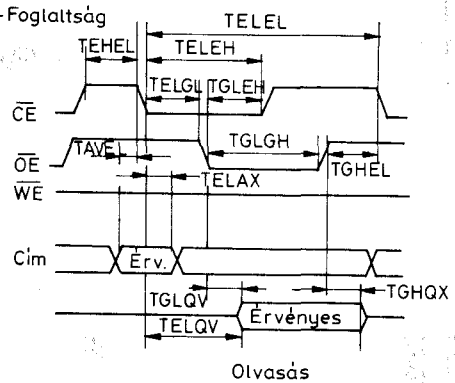 -Foglaltság
TELEL
TEHEL
TELEH
TELGL
TGLEH
CE
TAVE
TGLGH
OE
TGHEL
WE
TELAX
Cím
Érv.
TGLQV
TGHQX
Érvényes
TELQV
Olvasás